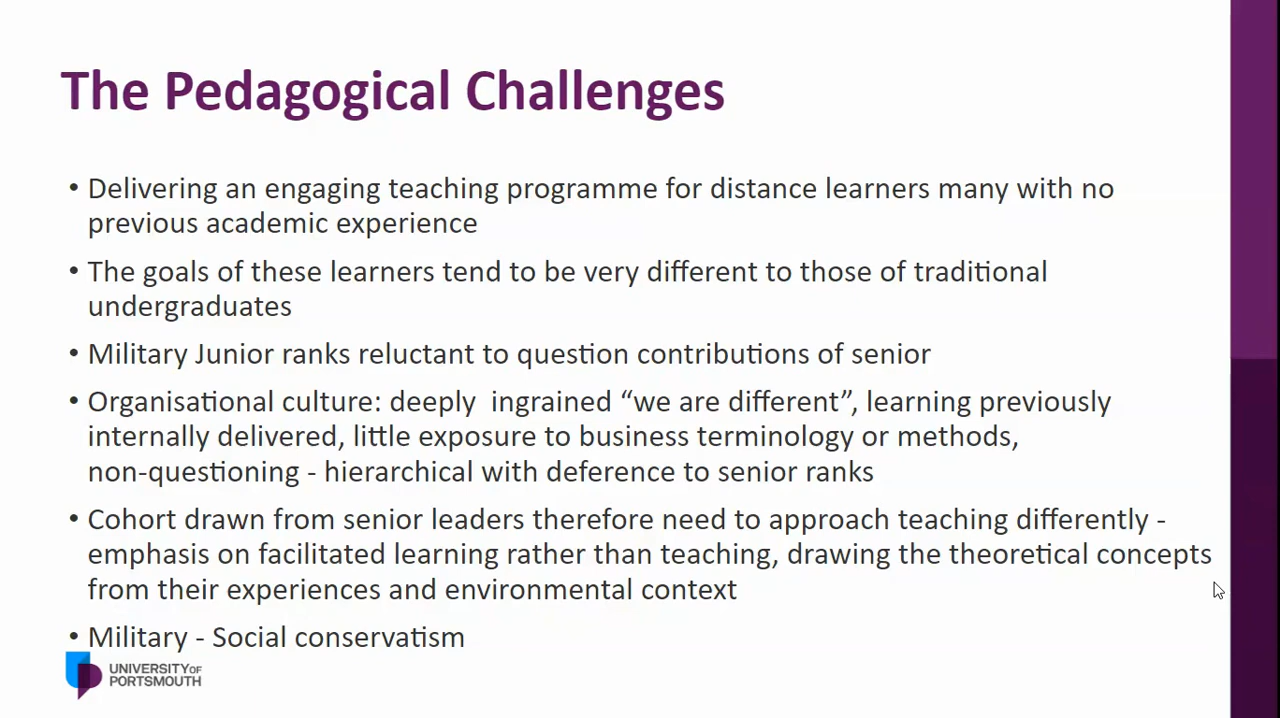 The Pedagogical Challenges
• Delivering an engaging teaching programme for distance learners many with no
previous academic experience
• The goals of these learners tend to be very different to those of traditional
undergraduates
• Military Junior ranks reluctant to question contributions of senior
• Organisational culture: deeply  ingrained “we are different”, learning previously
internally delivered, little exposure to business terminology or methods,
non-questioning - hierarchical with deference to senior ranks
• Cohort drawn from senior leaders therefore need to approach teaching differently -
emphasis on facilitated learning rather than teaching, drawing the theoretical concepts
from their experiences and environmental context
• Military - Social conservatism
UNIVERSITY OF
PORTSMOUTH